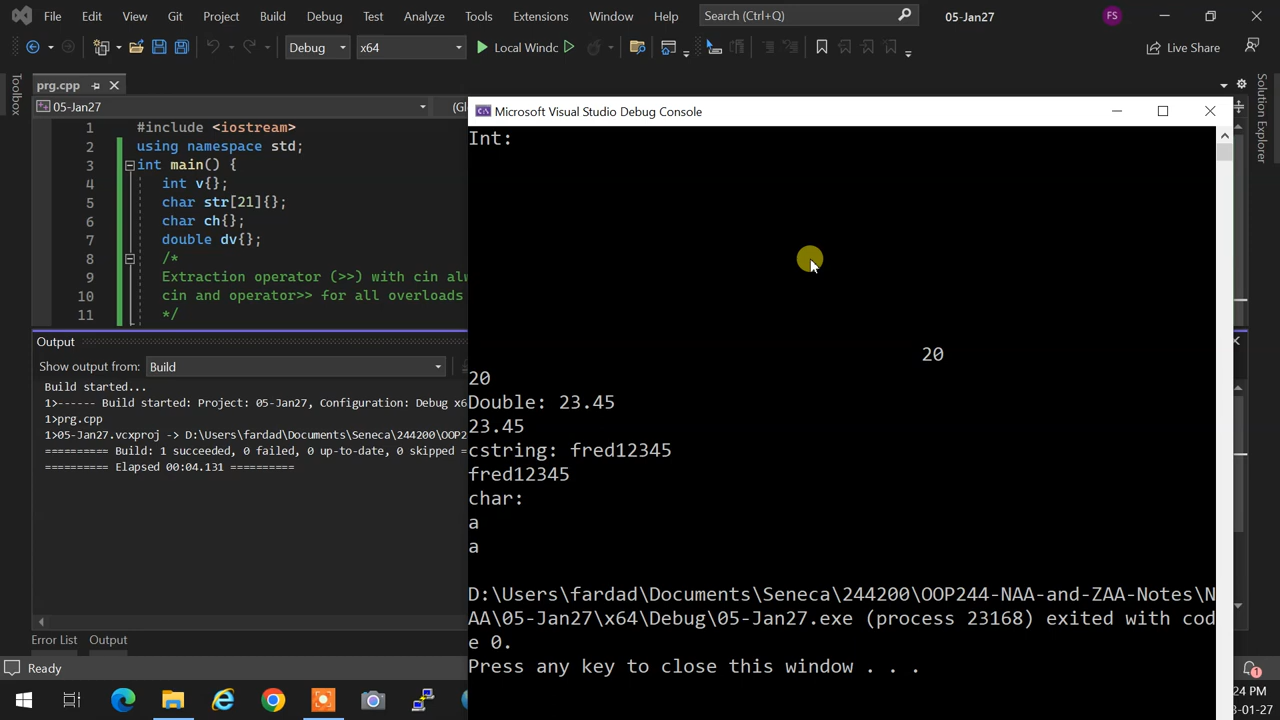 File Edit View Git Project Build Debug Test Analyze Tools Extensions Window Help Search (Ctrl+Q) 05-Jan27 FS
Debug x64 Local Windc Live Share
prg.cpp
05-Jan27 (Gl
Toolbox
Solution Explorer
1 #include <iostream>
2 using namespace std;
3 int main() {
4 int v{};
5 char str[21]{};
6 char ch{};
7 double dv{};
8 /*
9 Extraction operator (>>) with cin alw
10 cin and operator>> for all overloads
11 */
Output
Show output from: Build
Build started...
1>------ Build started: Project: 05-Jan27, Configuration: Debug x6
1>prg.cpp
1>05-Jan27.vcxproj -> D:\Users\fardad\Documents\Seneca\244200\OOP2
========== Build: 1 succeeded, 0 failed, 0 up-to-date, 0 skipped =
========== Elapsed 00:04.131 ==========
Error List Output
Ready
Microsoft Visual Studio Debug Console
Int:
20
20
Double: 23.45
23.45
cstring: fred12345
fred12345
char:
a
a
D:\Users\fardad\Documents\Seneca\244200\OOP244-NAA-and-ZAA-Notes\N
AA\05-Jan27\x64\Debug\05-Jan27.exe (process 23168) exited with cod
e 0.
Press any key to close this window . . .
1
24 PM
-01-27